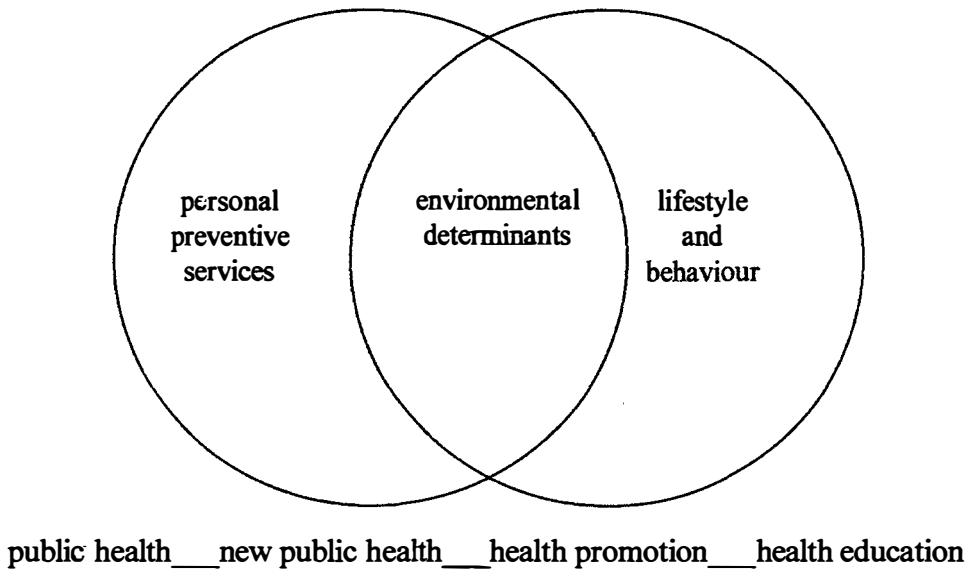 personal
preventive
services
environmental
determinants
lifestyle
and
behaviour
public health___new public health___health promotion___health education